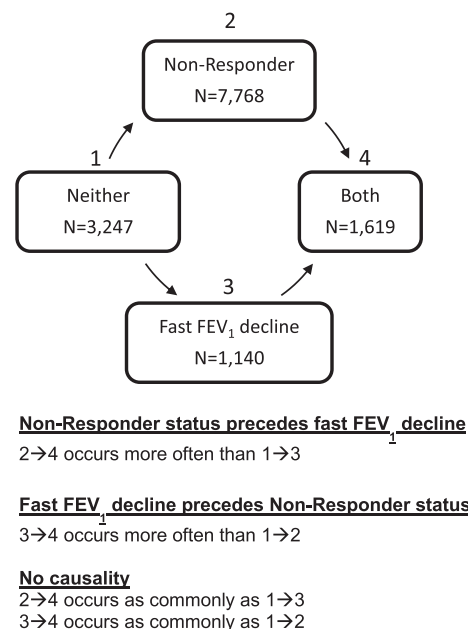 2
Non-Responder
N=7,768
1
4
Neither
N=3,247
Both
N=1,619
3
Fast FEV₁ decline
N=1,140
Non-Responder status precedes fast FEV₁ decline
2→4 occurs more often than 1→3
Fast FEV₁ decline precedes Non-Responder status
3→4 occurs more often than 1→2
No causality
2→4 occurs as commonly as 1→3
3→4 occurs as commonly as 1→2